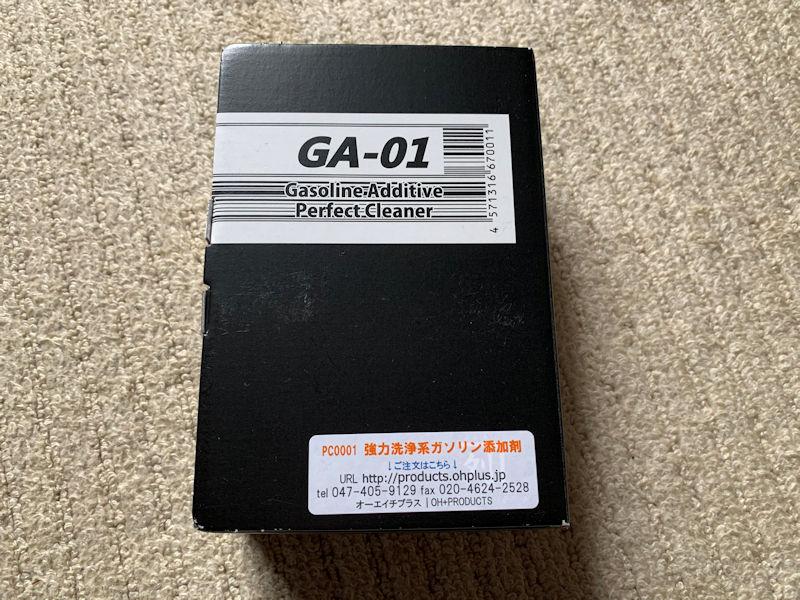 GA-01
Gasoline Additive
Perfect Cleaner
4 571316 670011
PC0001 強力洗浄系ガソリン添加剤
↓ご注文はこちら↓
URL http://products.ohplus.jp
tel 047-405-9129 fax 020-4624-2528
オーエイチプラス | OH+PRODUCTS